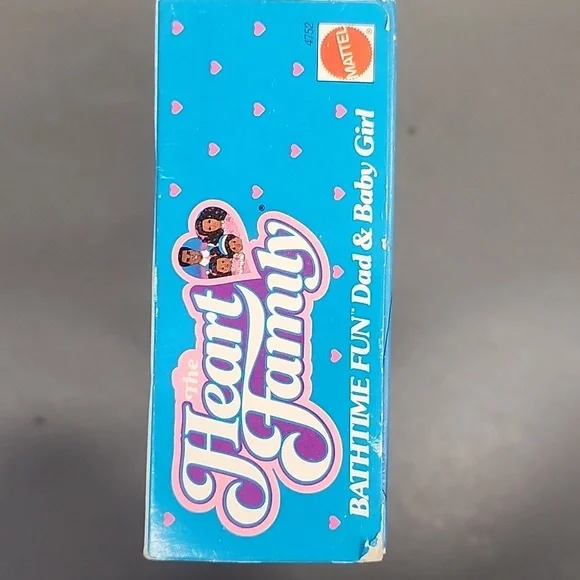 The
Heart
Family®
BATHTIME FUN™ Dad & Baby Girl
4752
MATTEL®